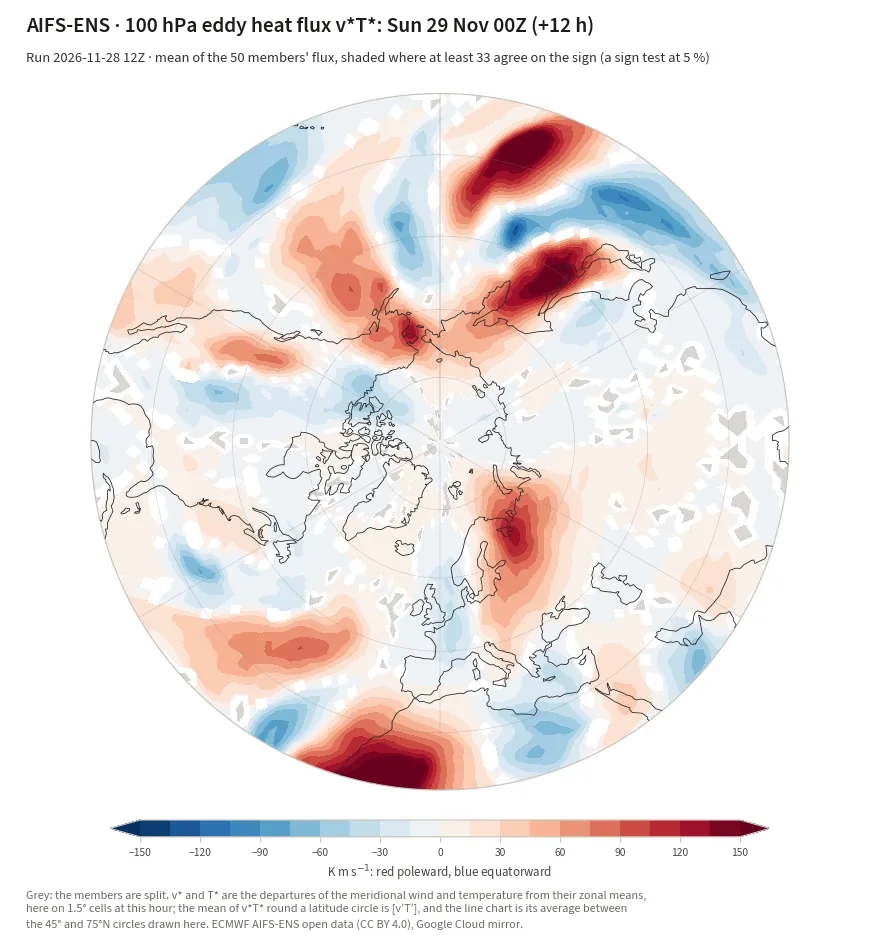 AIFS-ENS · 100 hPa eddy heat flux v*T*: Sun 29 Nov 00Z (+12 h)
Run 2026-11-28 12Z · mean of the 50 members' flux, shaded where at least 33 agree on the sign (a sign test at 5 %)
−150 −120 −90 −60 −30 0 30 60 90 120 150
K m s⁻¹: red poleward, blue equatorward
Grey: the members are split. v* and T* are the departures of the meridional wind and temperature from their zonal means,
here on 1.5° cells at this hour; the mean of v*T* round a latitude circle is [v'T'], and the line chart is its average between
the 45° and 75°N circles drawn here. ECMWF AIFS-ENS open data (CC BY 4.0), Google Cloud mirror.